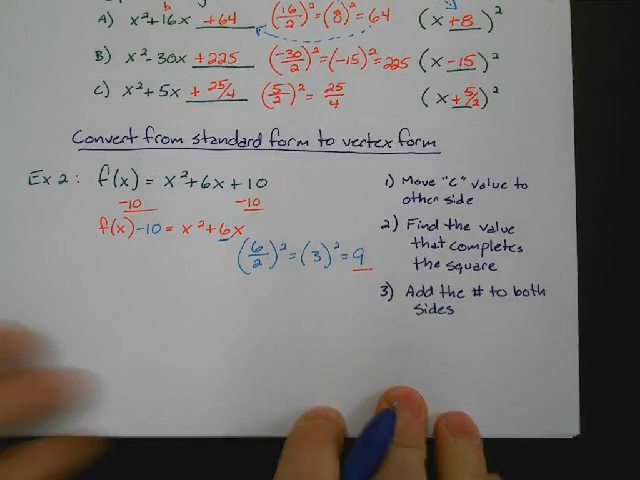 b
A) x²+16x +64 (16/2)²=(8)²=64 (x +8)²
B) x²-30x +225 (-30/2)²=(-15)²=225 (x -15)²
C) x²+5x + 25/4 (5/2)²= 25/4 (x +5/2)²
Convert from standard form to vertex form
Ex 2: f(x) = x²+6x+10
-10 -10
f(x)-10 = x²+6x
(6/2)²=(3)²=9
1) Move "c" value to
other side
2) Find the value
that completes
the square
3) Add the # to both
sides